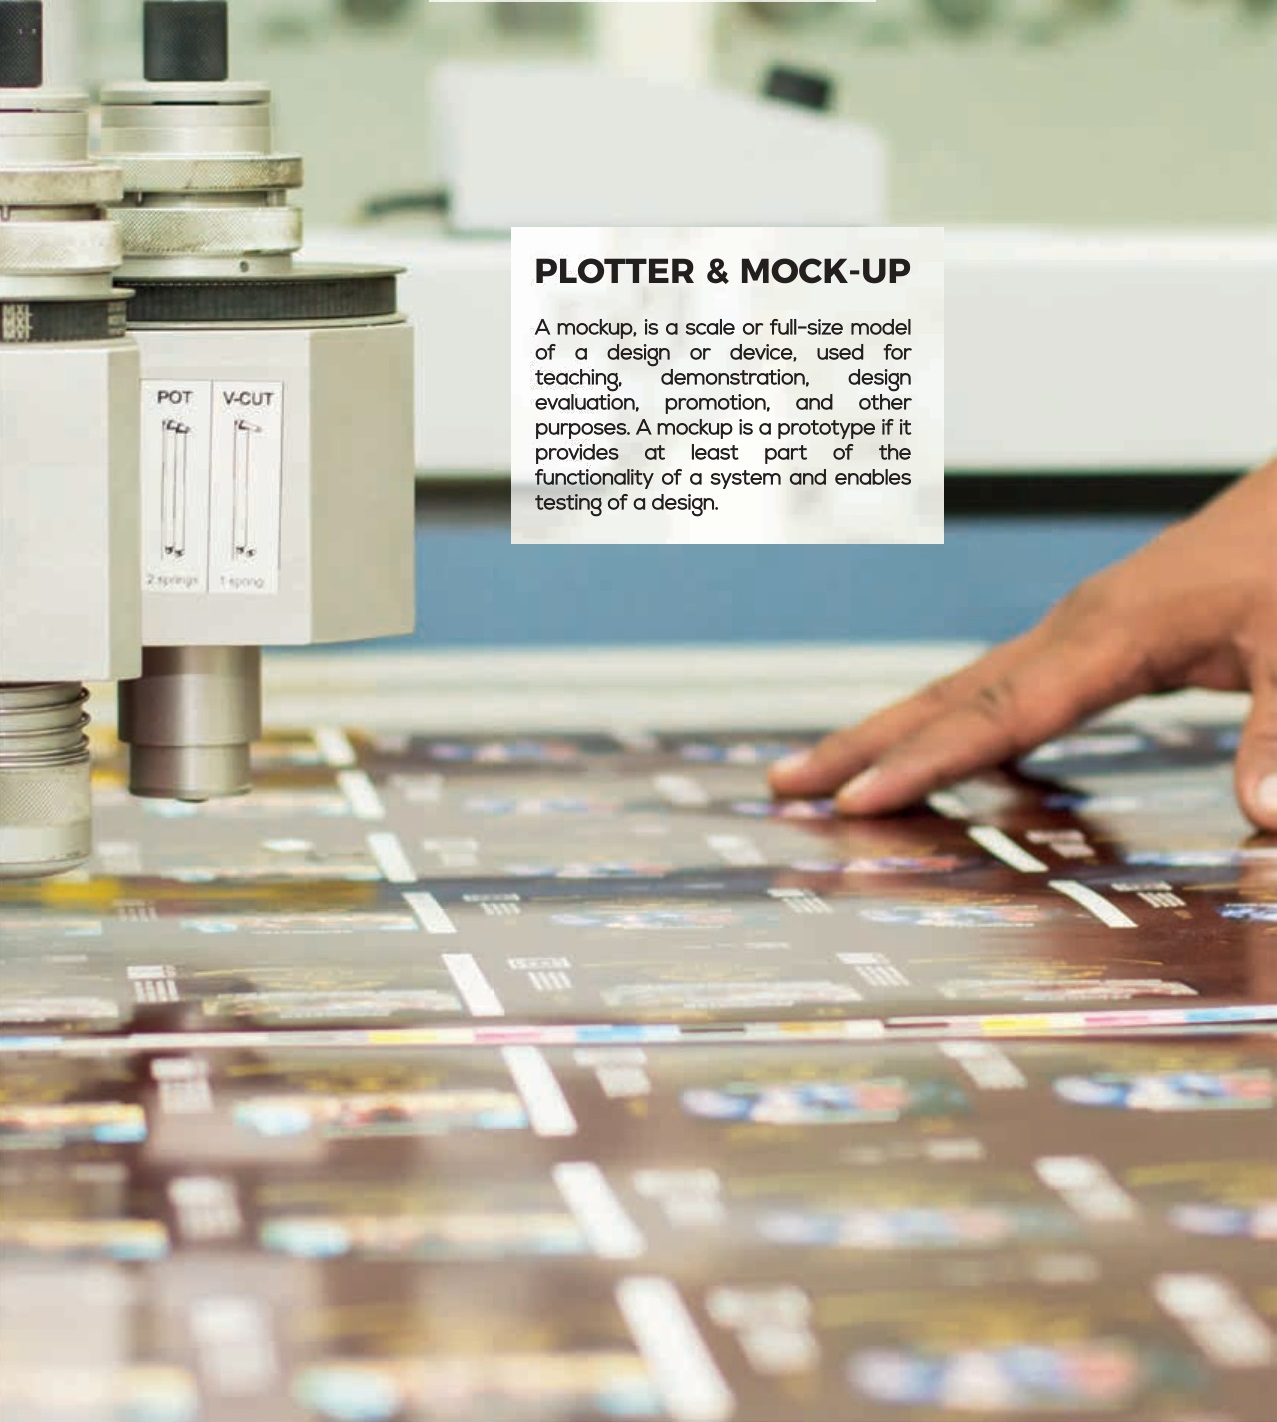 PLOTTER & MOCK-UP
A mockup, is a scale or full-size model
of a design or device, used for
teaching, demonstration, design
evaluation, promotion, and other
purposes. A mockup is a prototype if it
provides at least part of the
functionality of a system and enables
testing of a design.
POT V-CUT
2 springs 1 spring